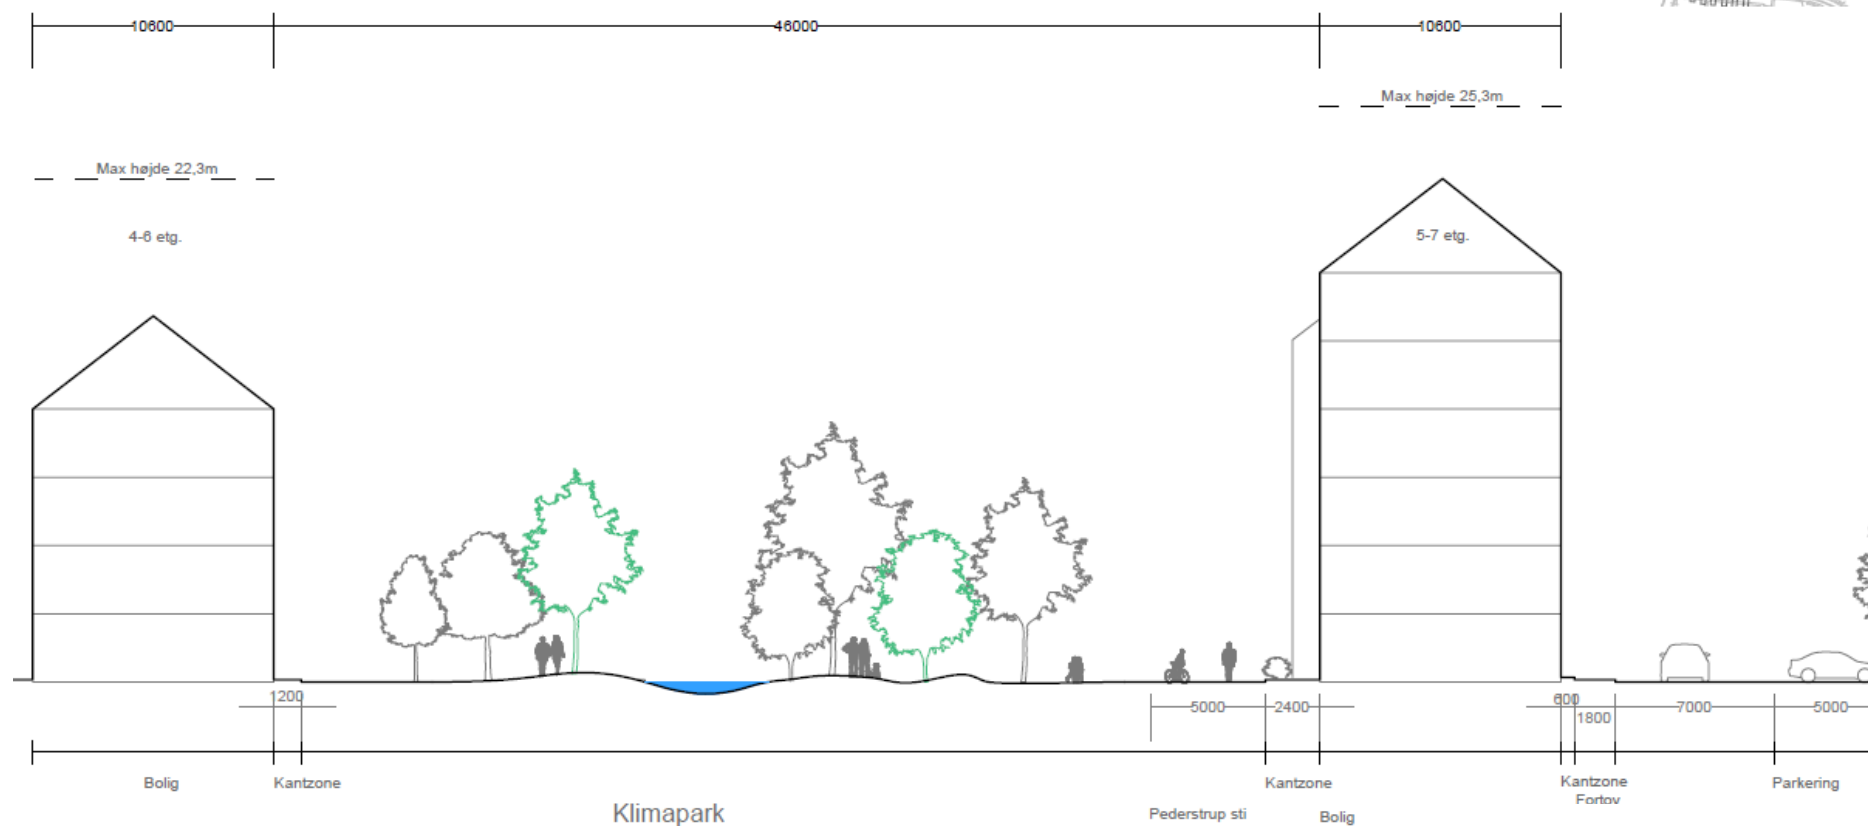 10600
46000
10600
Max højde 25,3m
Max højde 22,3m
4-6 etg.
5-7 etg.
1200
5000
2400
600
1800
7000
5000
Bolig
Kantzone
Kantzone
Kantzone
Parkering
Fortov
Klimapark
Pederstrup sti
Bolig